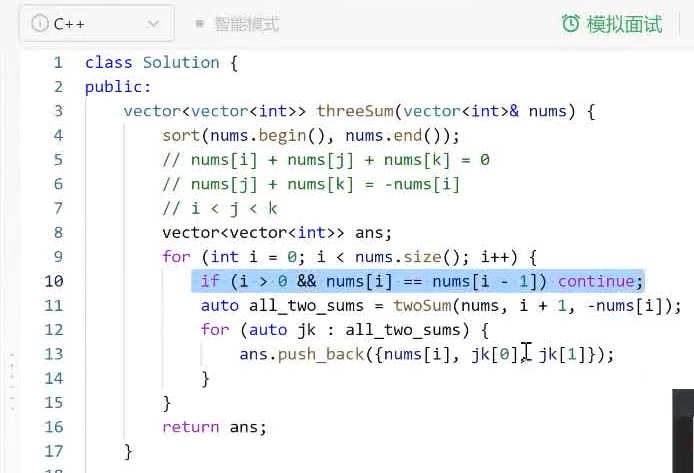 C++ 智能模式 模拟面试
1 class Solution {
2 public:
3 vector<vector<int>> threeSum(vector<int>& nums) {
4 sort(nums.begin(), nums.end());
5 // nums[i] + nums[j] + nums[k] = 0
6 // nums[j] + nums[k] = -nums[i]
7 // i < j < k
8 vector<vector<int>> ans;
9 for (int i = 0; i < nums.size(); i++) {
10 if (i > 0 && nums[i] == nums[i - 1]) continue;
11 auto all_two_sums = twoSum(nums, i + 1, -nums[i]);
12 for (auto jk : all_two_sums) {
13 ans.push_back({nums[i], jk[0], jk[1]});
14 }
15 }
16 return ans;
17 }